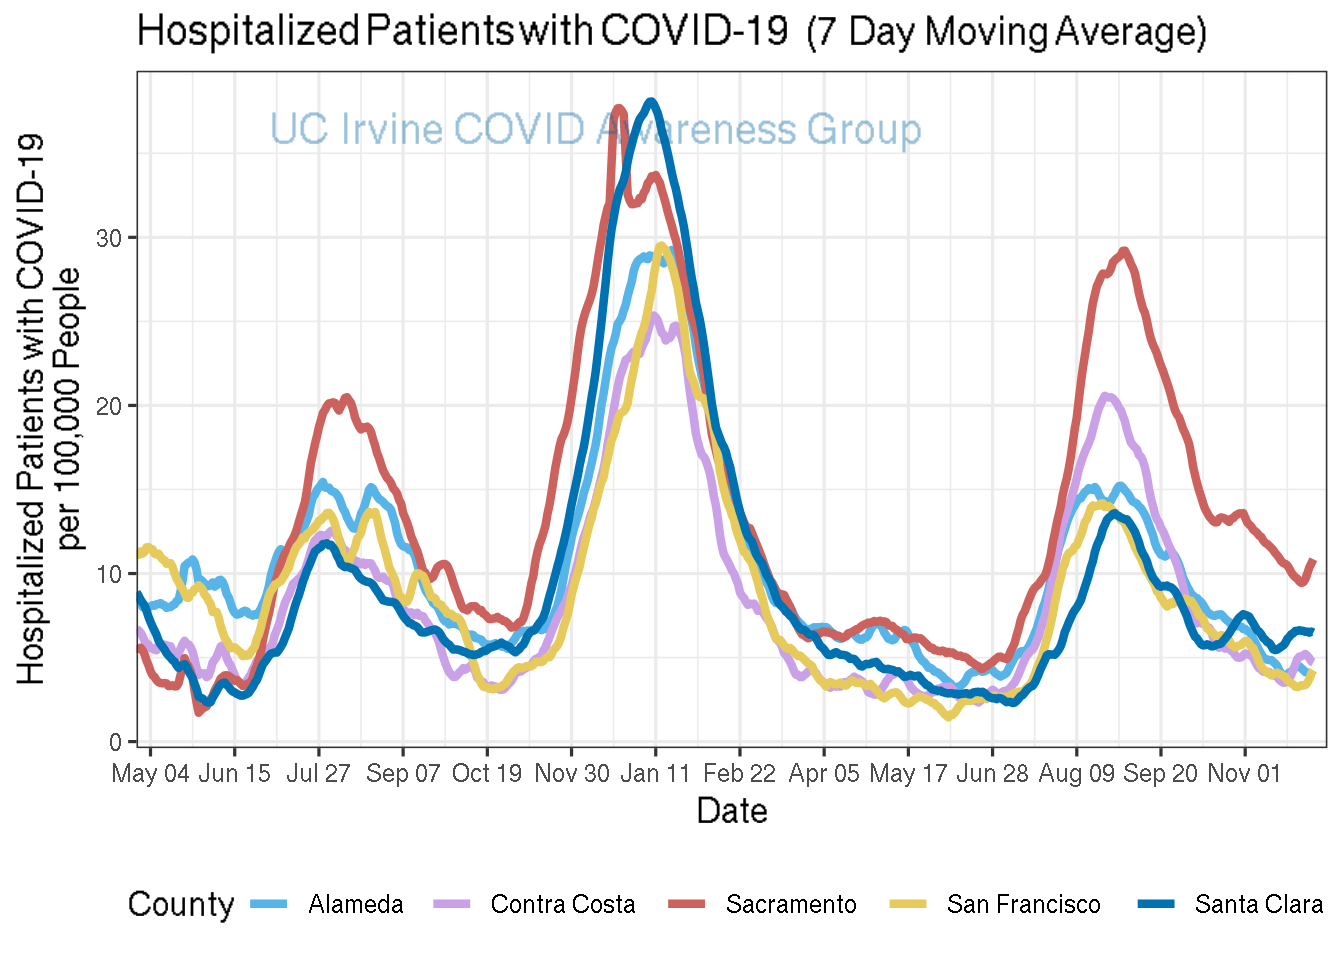 Hospitalized Patients with COVID-19 (7 Day Moving Average)
UC Irvine COVID Awareness Group
Hospitalized Patients with COVID-19
per 100,000 People
30
20
10
0
May 04 Jun 15 Jul 27 Sep 07 Oct 19 Nov 30 Jan 11 Feb 22 Apr 05 May 17 Jun 28 Aug 09 Sep 20 Nov 01
Date
County Alameda Contra Costa Sacramento San Francisco Santa Clara